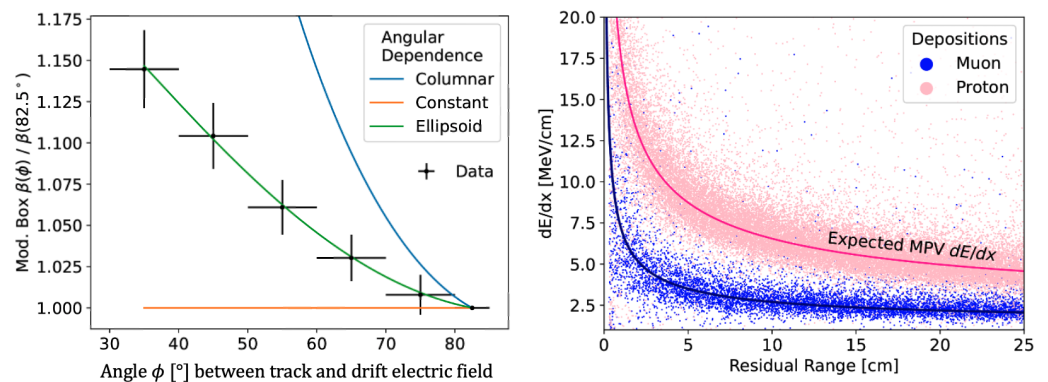 1.175
1.150
1.125
1.100
1.075
1.050
1.025
1.000
Mod. Box β(ϕ) / β(82.5°)
Angular
Dependence
Columnar
Constant
Ellipsoid
Data
30 40 50 60 70 80
Angle ϕ [°] between track and drift electric field
20.0
17.5
15.0
12.5
10.0
7.5
5.0
2.5
dE/dx [MeV/cm]
Depositions
Muon
Proton
Expected MPV dE/dx
0 5 10 15 20 25
Residual Range [cm]